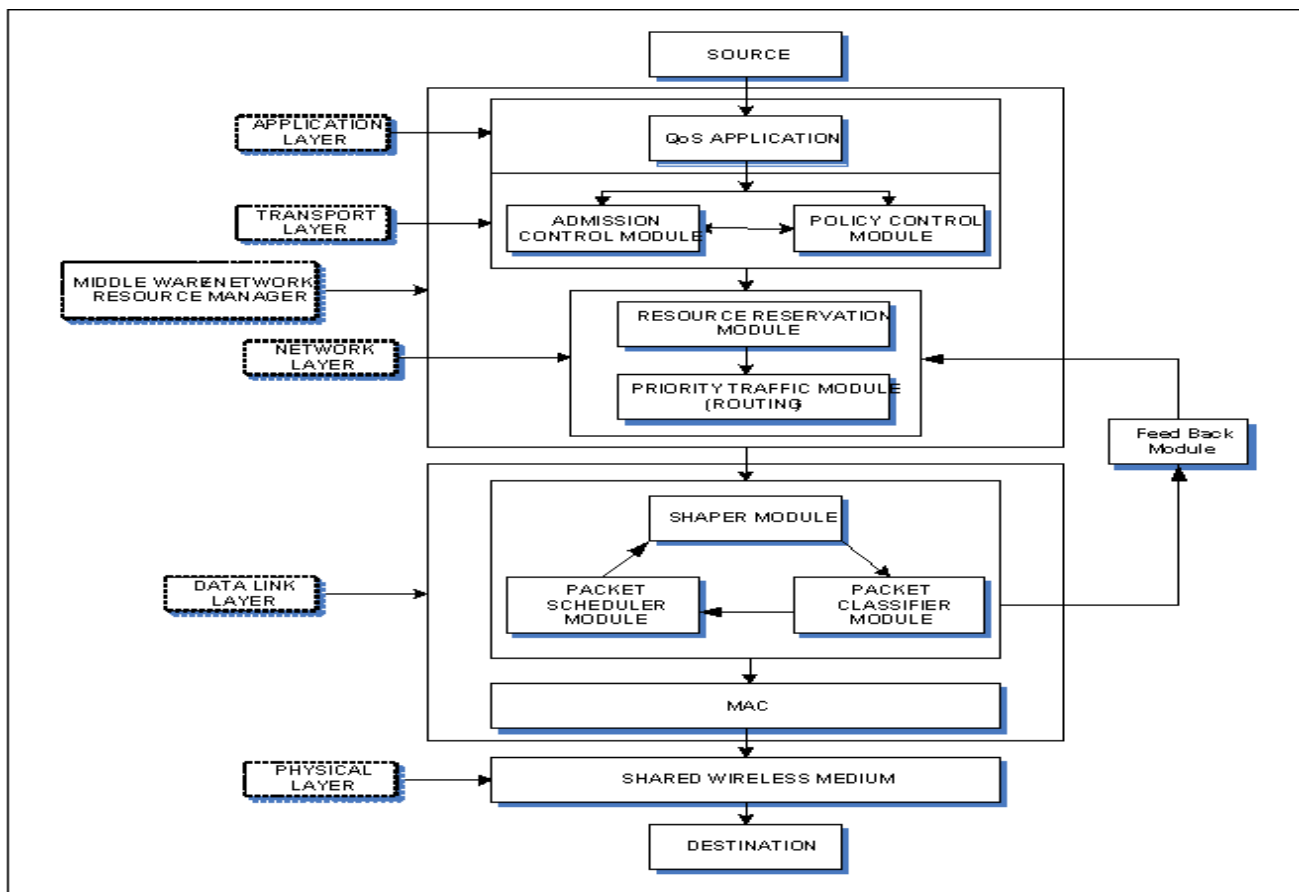 SOURCE
APPLICATION
LAYER
QoS APPLICATION
TRANSPORT
LAYER
ADMISSION
CONTROL MODULE
POLICY CONTROL
MODULE
MIDDLE WARE/NETWORK
RESOURCE MANAGER
RESOURCE RESERVATION
MODULE
NETWORK
LAYER
PRIORITY TRAFFIC MODULE
(ROUTING)
Feed Back
Module
SHAPER MODULE
DATA LINK
LAYER
PACKET
SCHEDULER
MODULE
PACKET
CLASSIFIER
MODULE
MAC
PHYSICAL
LAYER
SHARED WIRELESS MEDIUM
DESTINATION